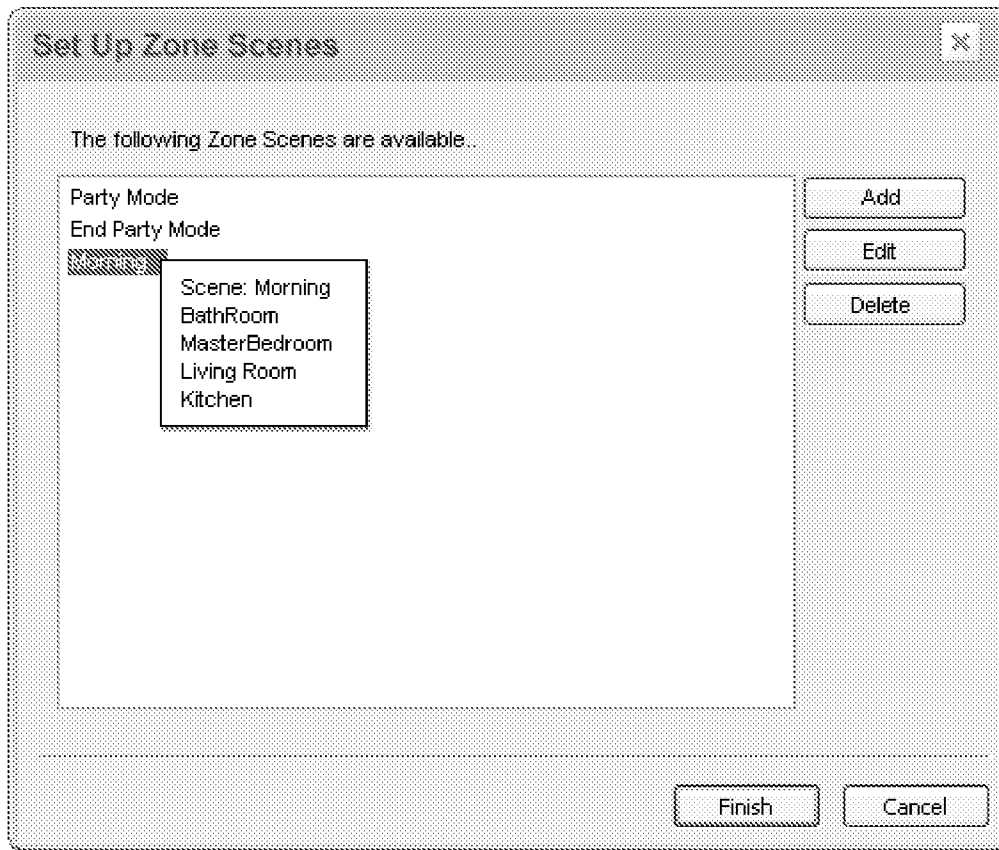 Set Up Zone Scenes
The following Zone Scenes are available..
Party Mode
End Party Mode
Morning
Scene: Morning
BathRoom
MasterBedroom
Living Room
Kitchen
Add
Edit
Delete
Finish
Cancel